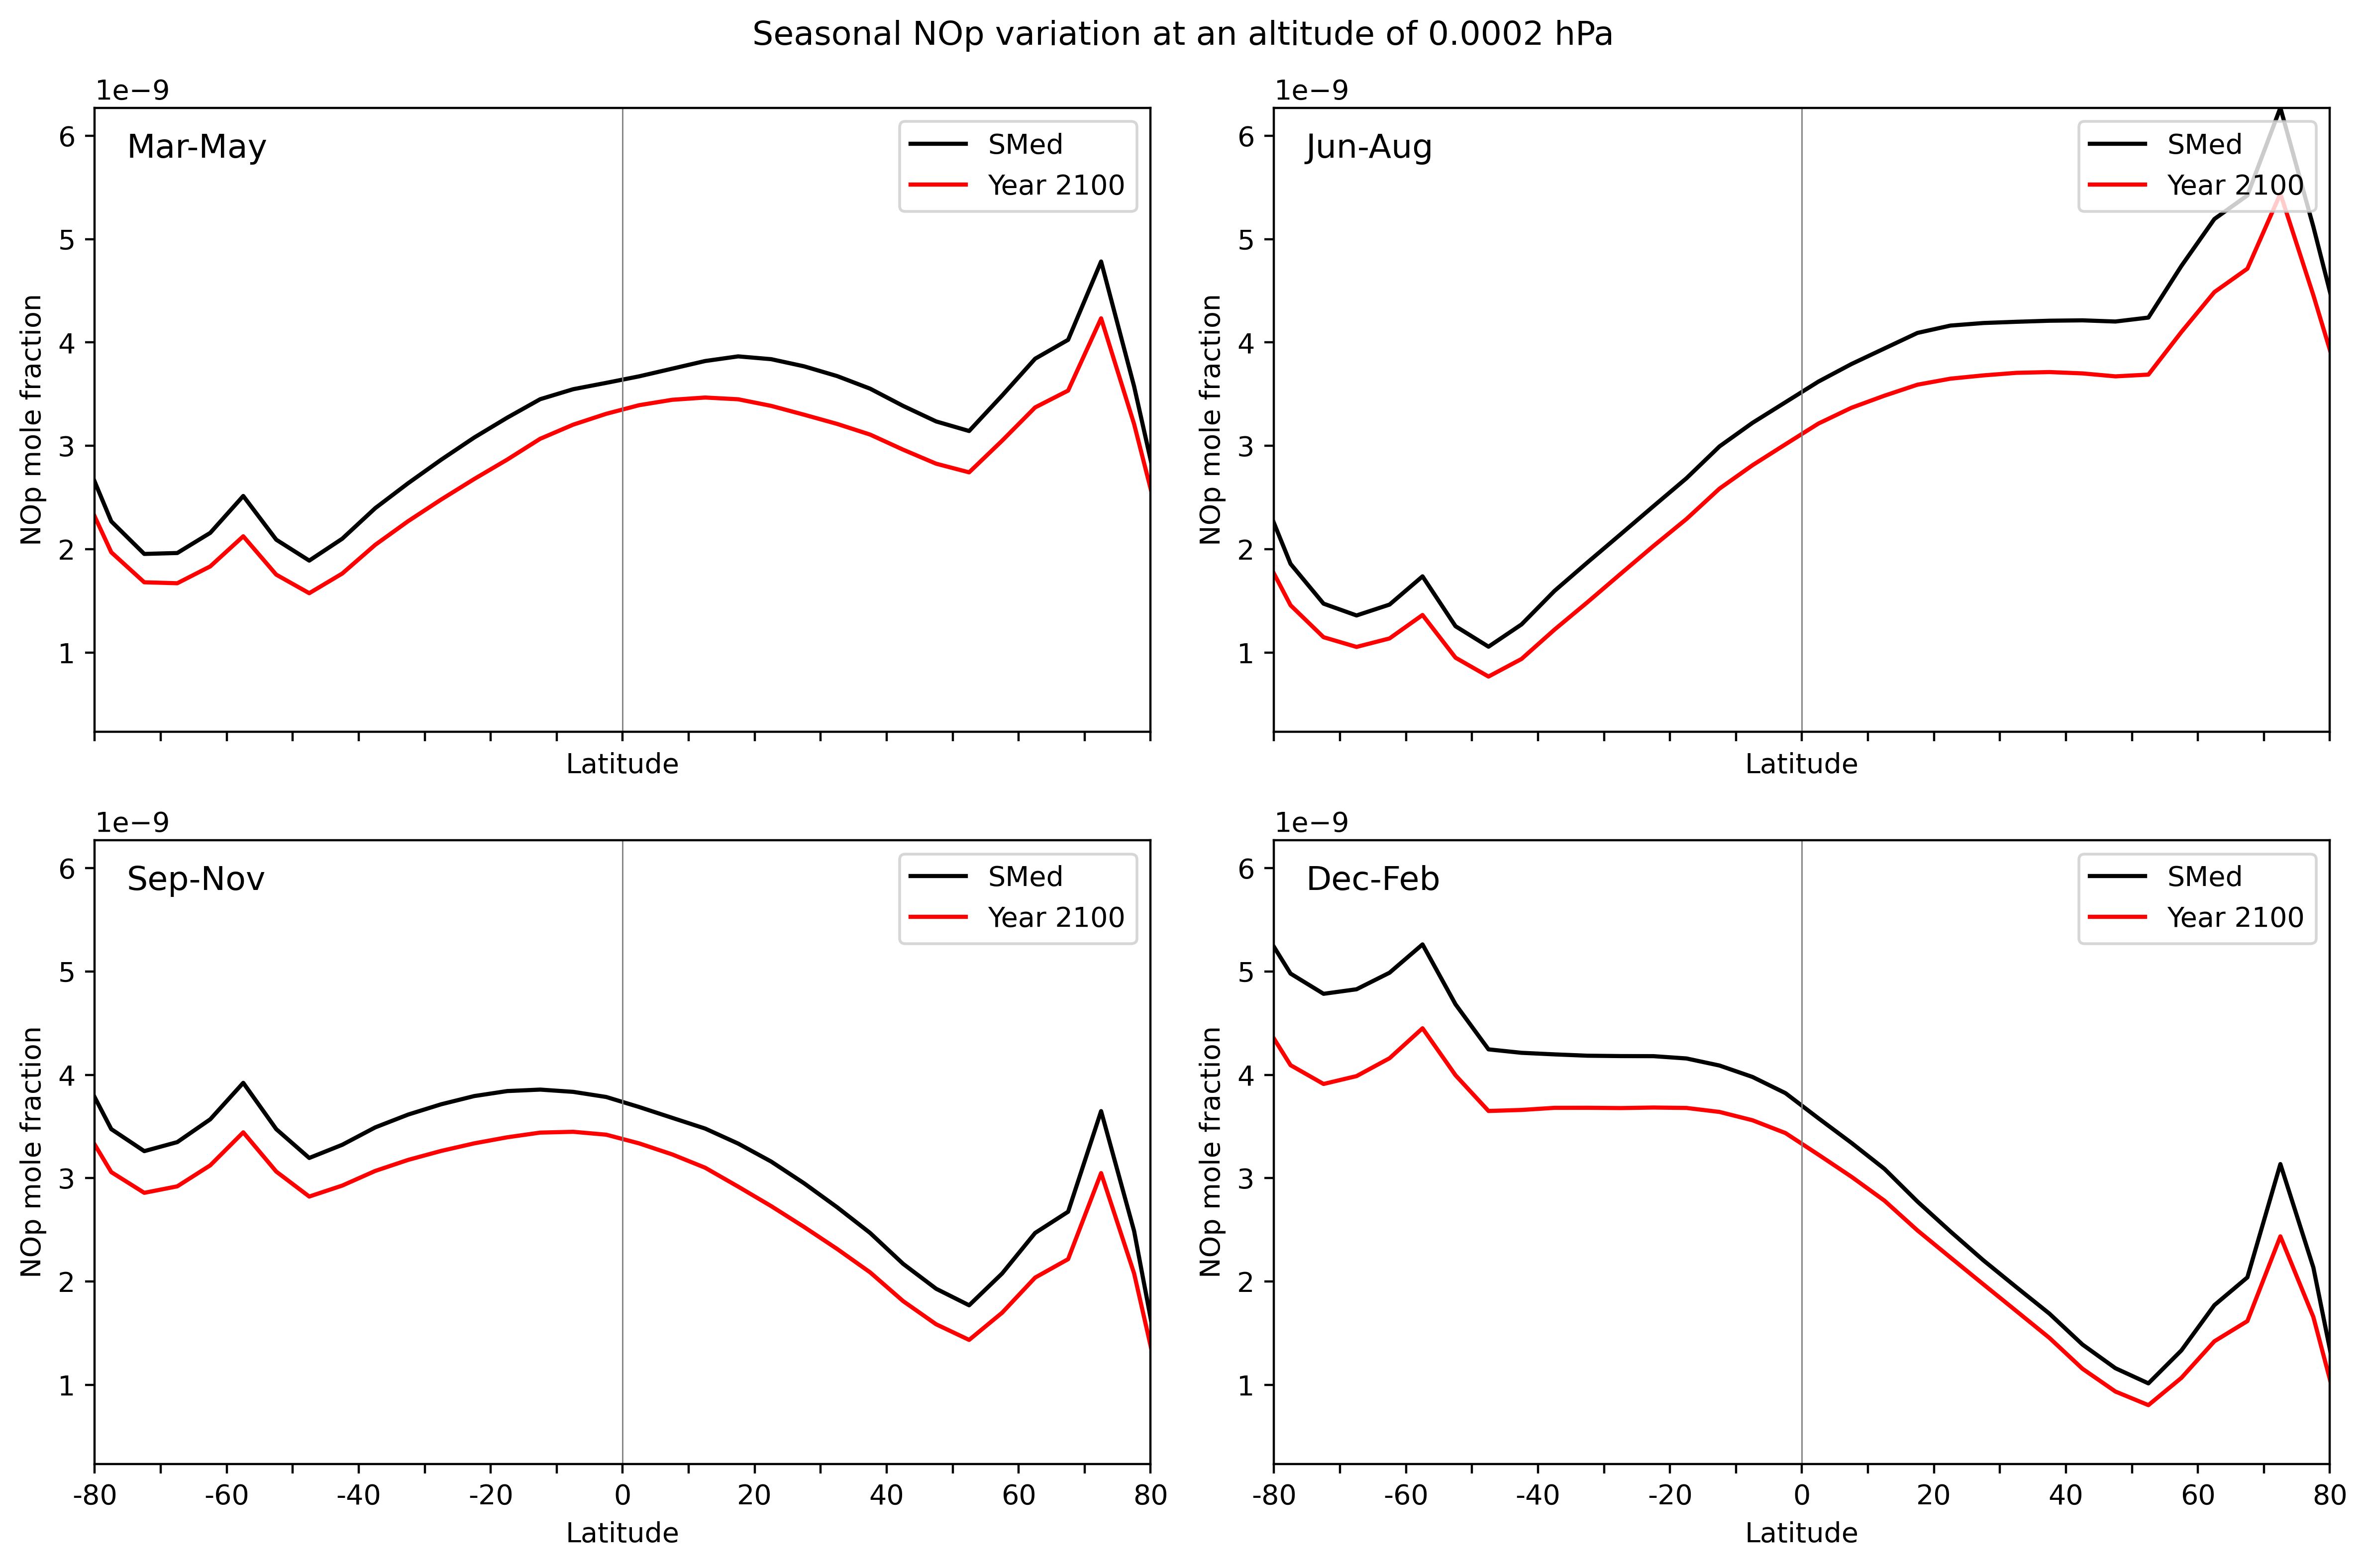 Seasonal NOp variation at an altitude of 0.0002 hPa
1e−9
Mar-May
SMed
Year 2100
6
5
4
3
2
1
NOp mole fraction
Latitude
1e−9
Jun-Aug
SMed
Year 2100
6
5
4
3
2
1
NOp mole fraction
Latitude
1e−9
Sep-Nov
SMed
Year 2100
6
5
4
3
2
1
NOp mole fraction
-80 -60 -40 -20 0 20 40 60 80
Latitude
1e−9
Dec-Feb
SMed
Year 2100
6
5
4
3
2
1
NOp mole fraction
-80 -60 -40 -20 0 20 40 60 80
Latitude